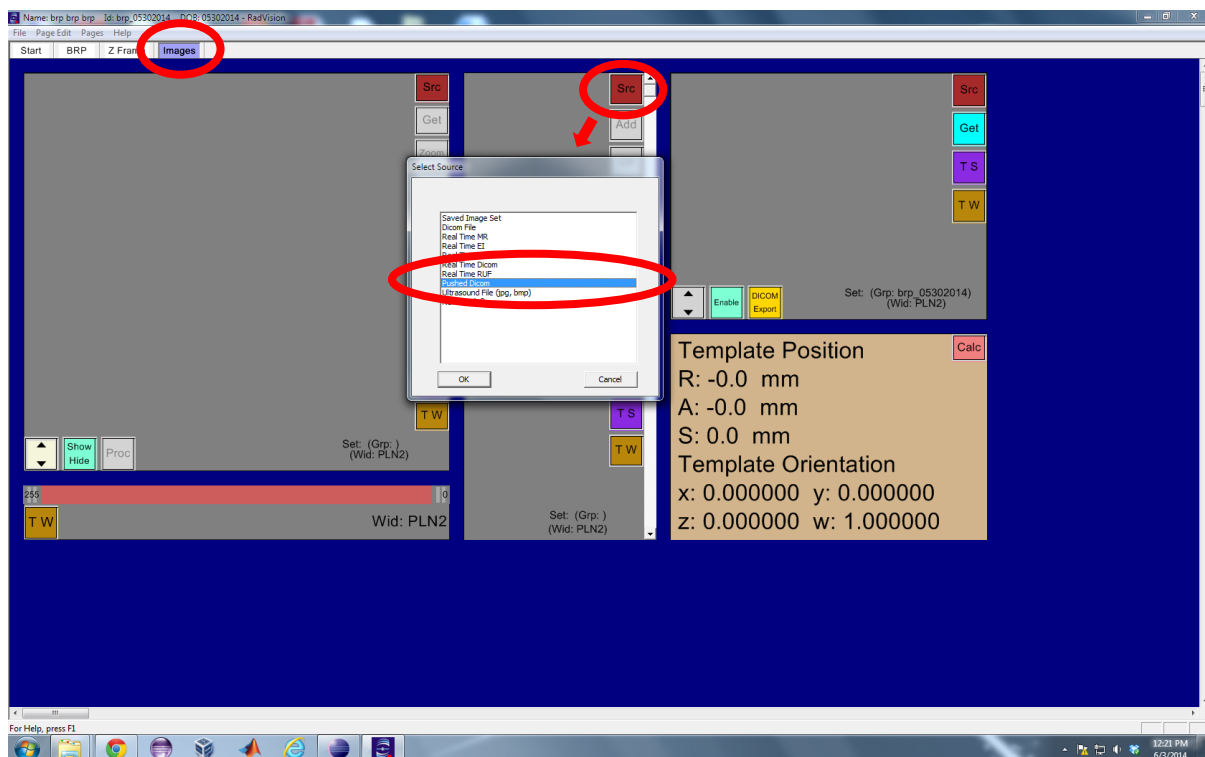 Name: brp brp brp Id: brp_05302014 DOB: 05302014 - RadVision
File Page Edit Pages Help
Start BRP Z Fram Images
Src
Get
Zoom
Src
Add
Src
Get
T S
T W
Select Source
Saved Image Set
Dicom File
Real Time MR
Real Time EI
Real Time Dicom
Real Time RUF
Pushed Dicom
Ultrasound File (jpg, bmp)
OK Cancel
Enable
DICOM
Export
Set: (Grp: brp_05302014)
(Wid: PLN2)
T W
Show
Hide
Proc
Set: (Grp: )
(Wid: PLN2)
255 0
T W
Wid: PLN2
T S
T W
Set: (Grp: )
(Wid: PLN2)
Template Position
Calc
R: -0.0 mm
A: -0.0 mm
S: 0.0 mm
Template Orientation
x: 0.000000 y: 0.000000
z: 0.000000 w: 1.000000
For Help, press F1
12:21 PM
6/3/2014